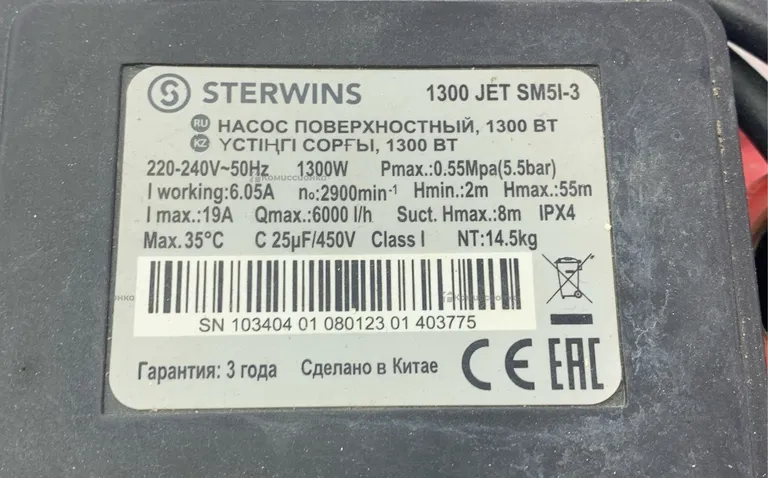 STERWINS 1300 JET SM5I-3
RU НАСОС ПОВЕРХНОСТНЫЙ, 1300 ВТ
KZ ҮСТІҢГІ СОРҒЫ, 1300 ВТ
220-240V~50Hz 1300W Pmax.:0.55Mpa(5.5bar)
Комиссионко
I working:6.05A n₀:2900min⁻¹ Hmin.:2m Hmax.:55m
I max.:19A Qmax.:6000 l/h Suct. Hmax.:8m IPX4
Max.35°C C 25µF/450V Class I NT:14.5kg
Комиссионко
SN 103404 01 080123 01 403775
Гарантия: 3 года Сделано в Китае CE EAC